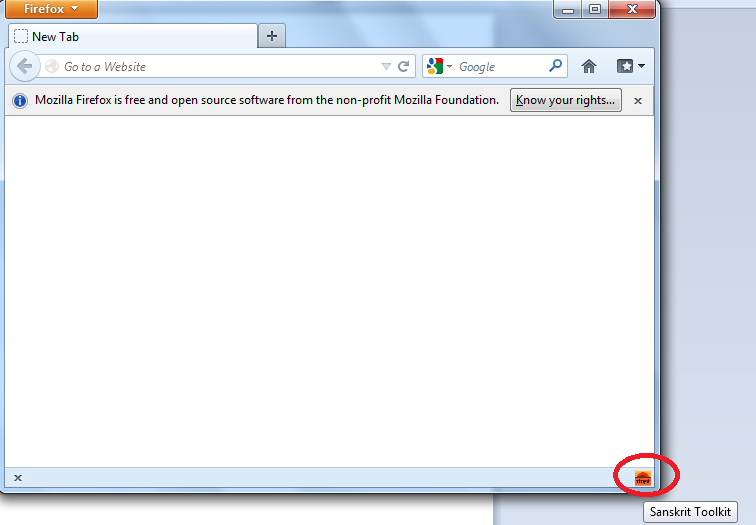 Firefox
New Tab
Go to a Website
Google
Mozilla Firefox is free and open source software from the non-profit Mozilla Foundation.
Know your rights...
Sanskrit Toolkit